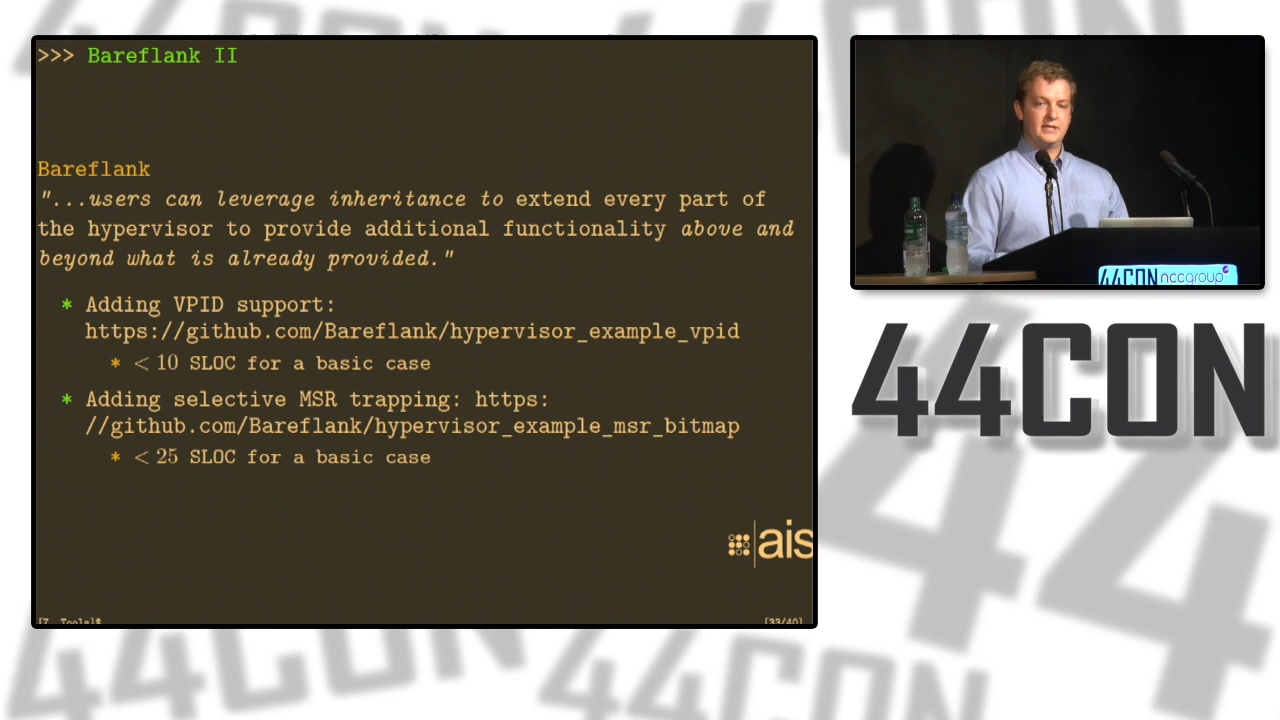 >>> Bareflank II
Bareflank
"...users can leverage inheritance to extend every part of
the hypervisor to provide additional functionality above and
beyond what is already provided."
* Adding VPID support:
https://github.com/Bareflank/hypervisor_example_vpid
* < 10 SLOC for a basic case
* Adding selective MSR trapping: https:
//github.com/Bareflank/hypervisor_example_msr_bitmap
* < 25 SLOC for a basic case
ais
[7. Tools]$
[33/40]
44CON nccgroup
44CON